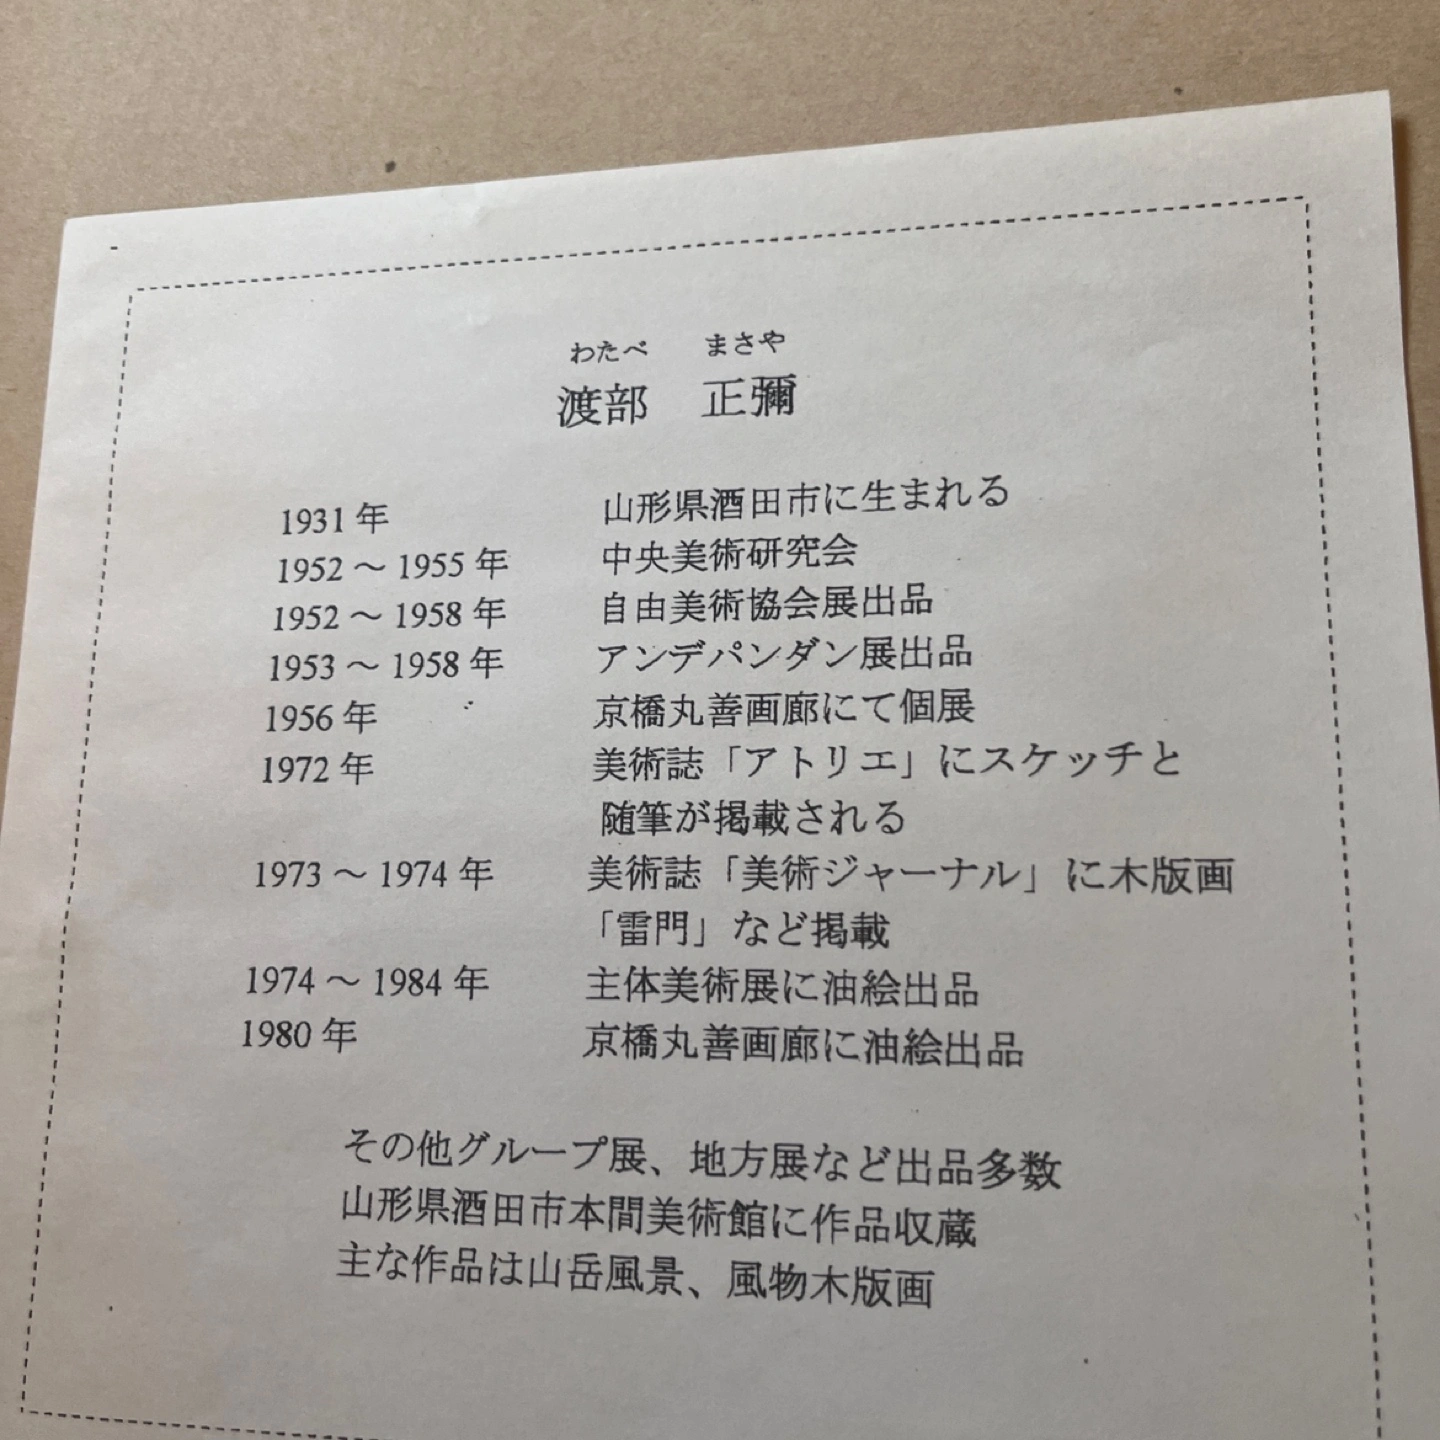 わたべ まさや
渡部 正彌
1931年 山形県酒田市に生まれる
1952～1955年 中央美術研究会
1952～1958年 自由美術協会展出品
1953～1958年 アンデパンダン展出品
1956年 京橋丸善画廊にて個展
1972年 美術誌「アトリエ」にスケッチと
随筆が掲載される
1973～1974年 美術誌「美術ジャーナル」に木版画
「雷門」など掲載
1974～1984年 主体美術展に油絵出品
1980年 京橋丸善画廊に油絵出品
その他グループ展、地方展など出品多数
山形県酒田市本間美術館に作品収蔵
主な作品は山岳風景、風物木版画